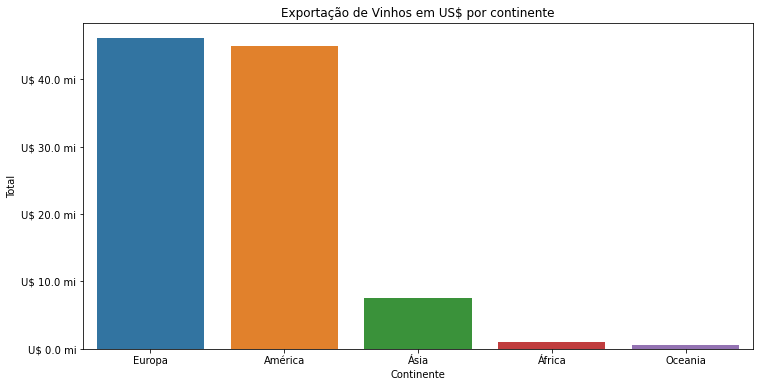 Exportação de Vinhos em US$ por continente
Total
U$ 40.0 mi
U$ 30.0 mi
U$ 20.0 mi
U$ 10.0 mi
U$ 0.0 mi
Europa América Ásia África Oceania
Continente